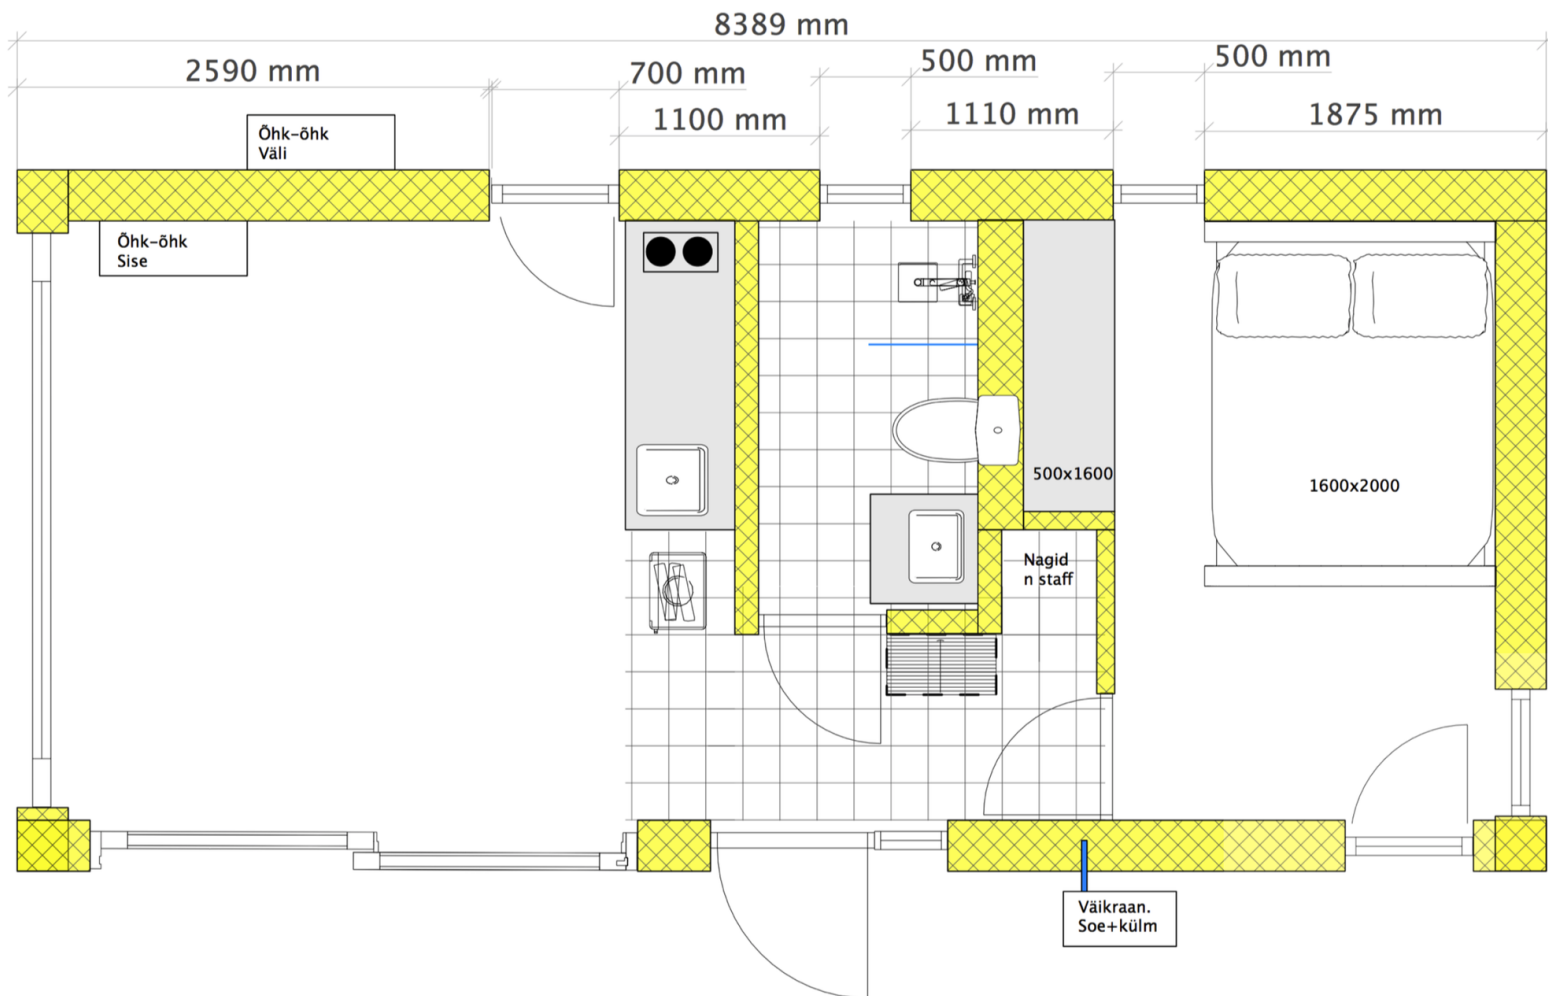 8389 mm
2590 mm
700 mm
500 mm
500 mm
1100 mm
1110 mm
1875 mm
Õhk-õhk
Väli
Õhk-õhk
Sise
500x1600
1600x2000
Nagid
n staff
Väikraan.
Soe+külm